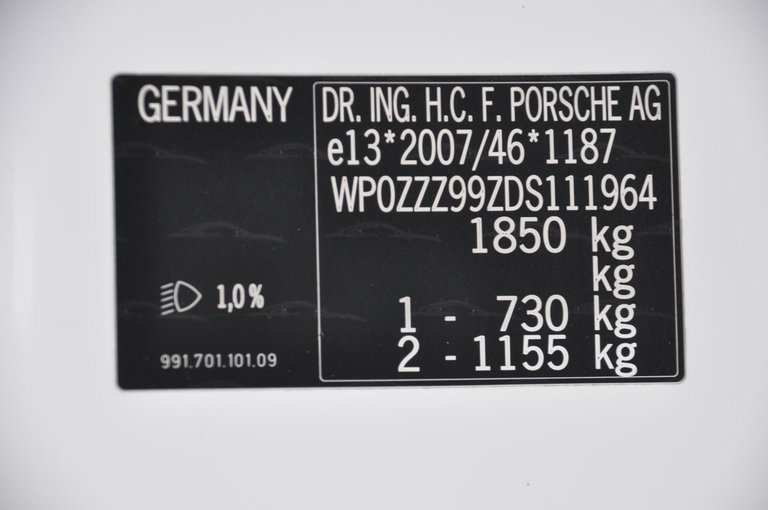 GERMANY
DR. ING. H.C. F. PORSCHE AG
e13*2007/46*1187
WP0ZZZ99ZDS111964
1850 kg
kg
1 - 730 kg
2 - 1155 kg
1,0%
991.701.101.09